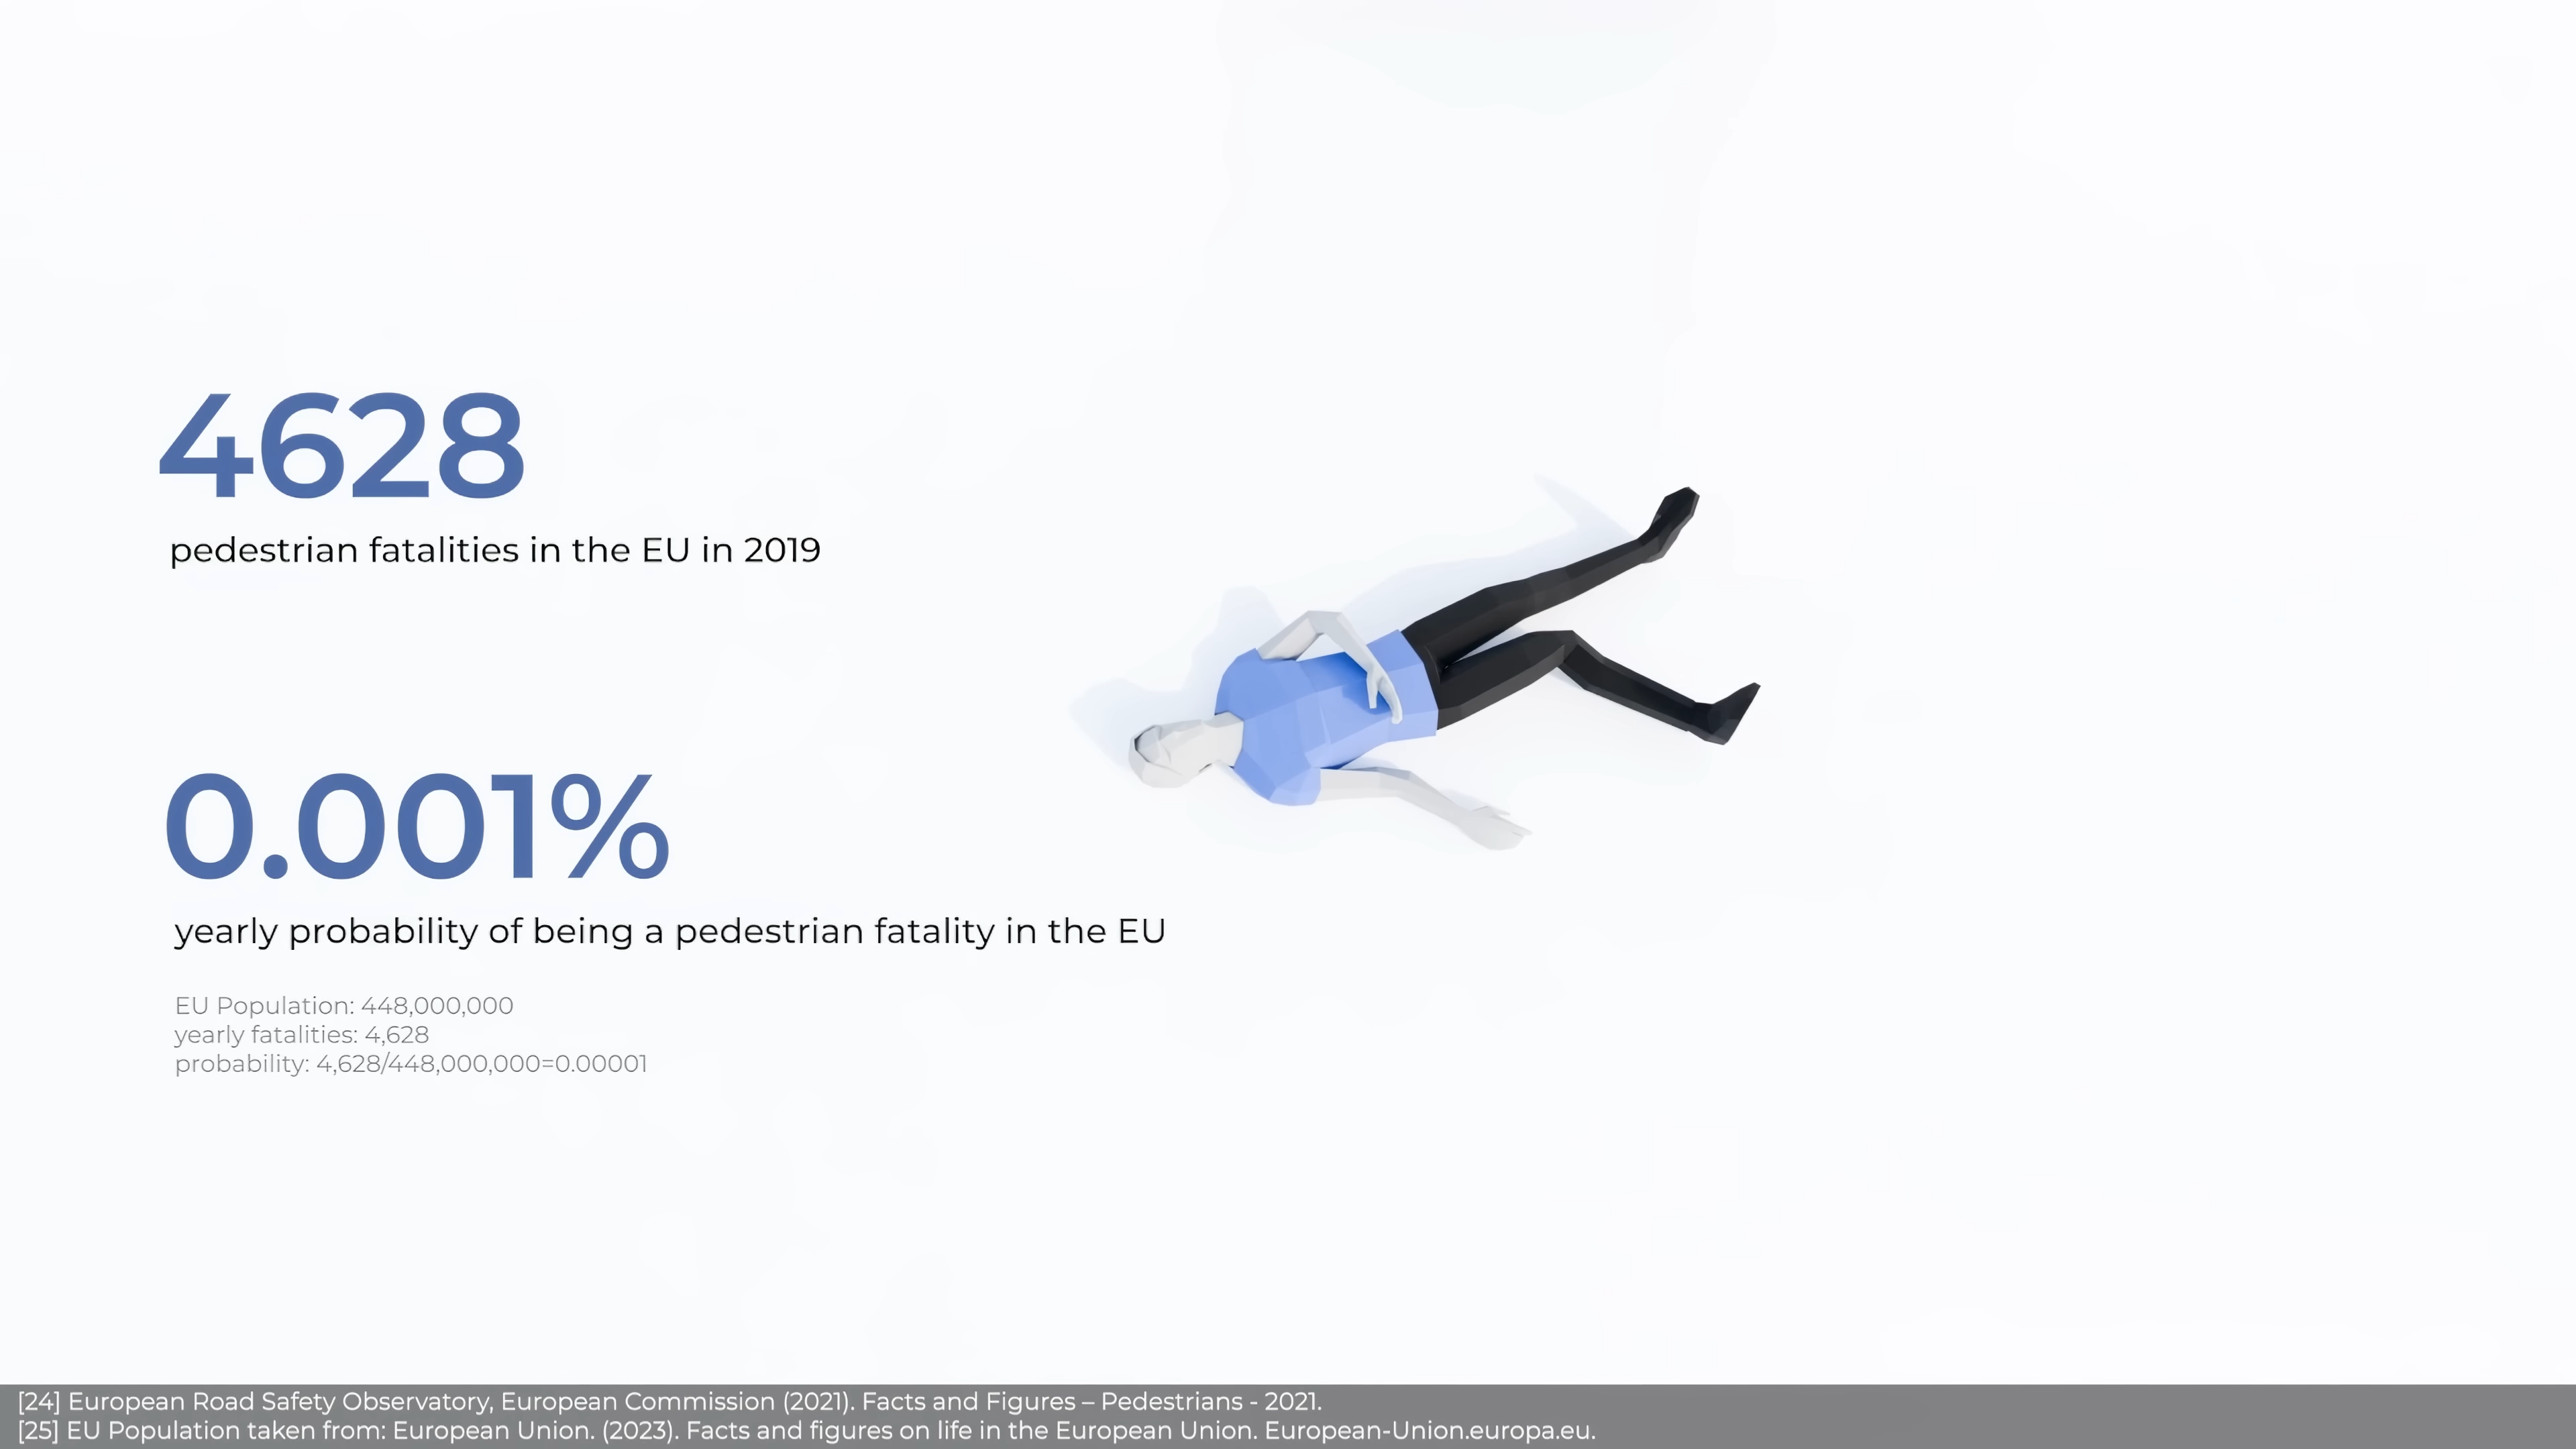 4628
pedestrian fatalities in the EU in 2019
0.001%
yearly probability of being a pedestrian fatality in the EU
EU Population: 448,000,000
yearly fatalities: 4,628
probability: 4,628/448,000,000=0.00001
[24] European Road Safety Observatory, European Commission (2021). Facts and Figures – Pedestrians - 2021.
[25] EU Population taken from: European Union. (2023). Facts and figures on life in the European Union. European-Union.europa.eu.